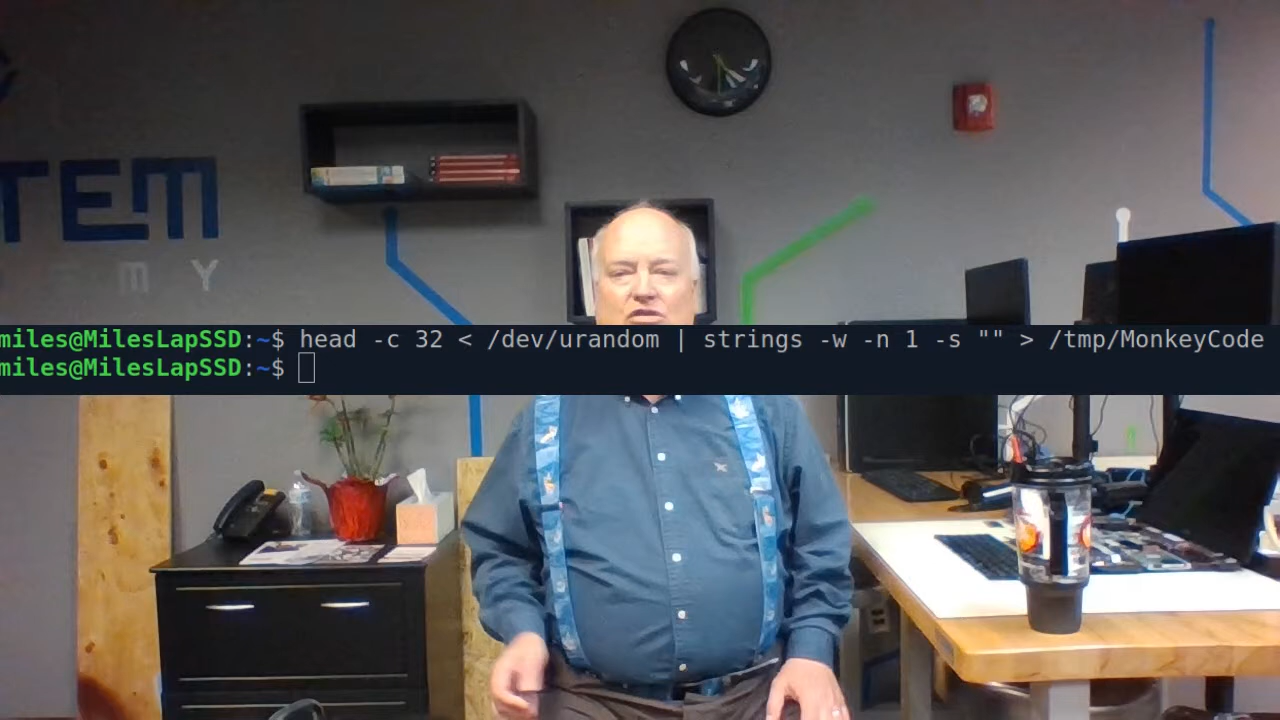 TEM
M Y
miles@MilesLapSSD:~$ head -c 32 < /dev/urandom | strings -w -n 1 -s "" > /tmp/MonkeyCode
miles@MilesLapSSD:~$